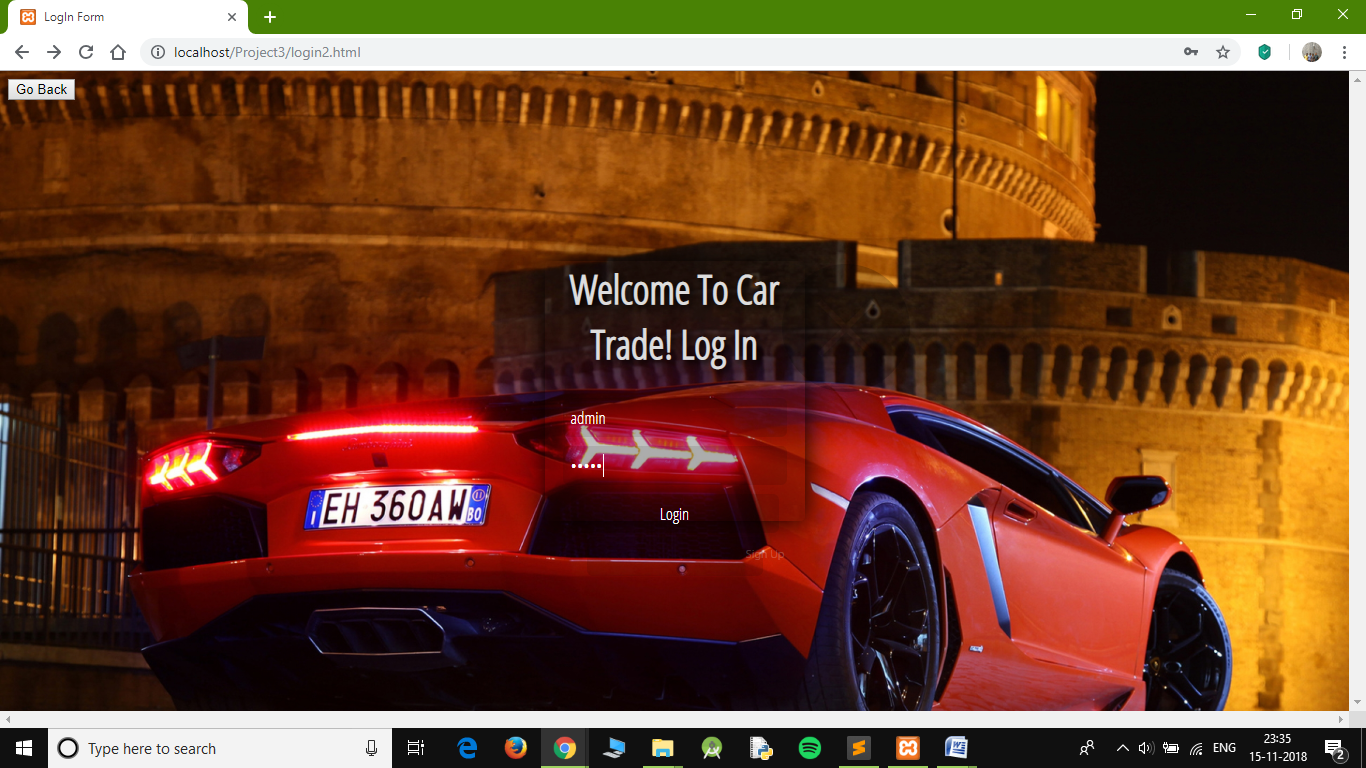 LogIn Form
localhost/Project3/login2.html
Go Back
Welcome To Car
Trade! Log In
admin
•••••
EH 360AW
I
BO
Login
Sign Up
Type here to search
ENG
23:35
15-11-2018
2